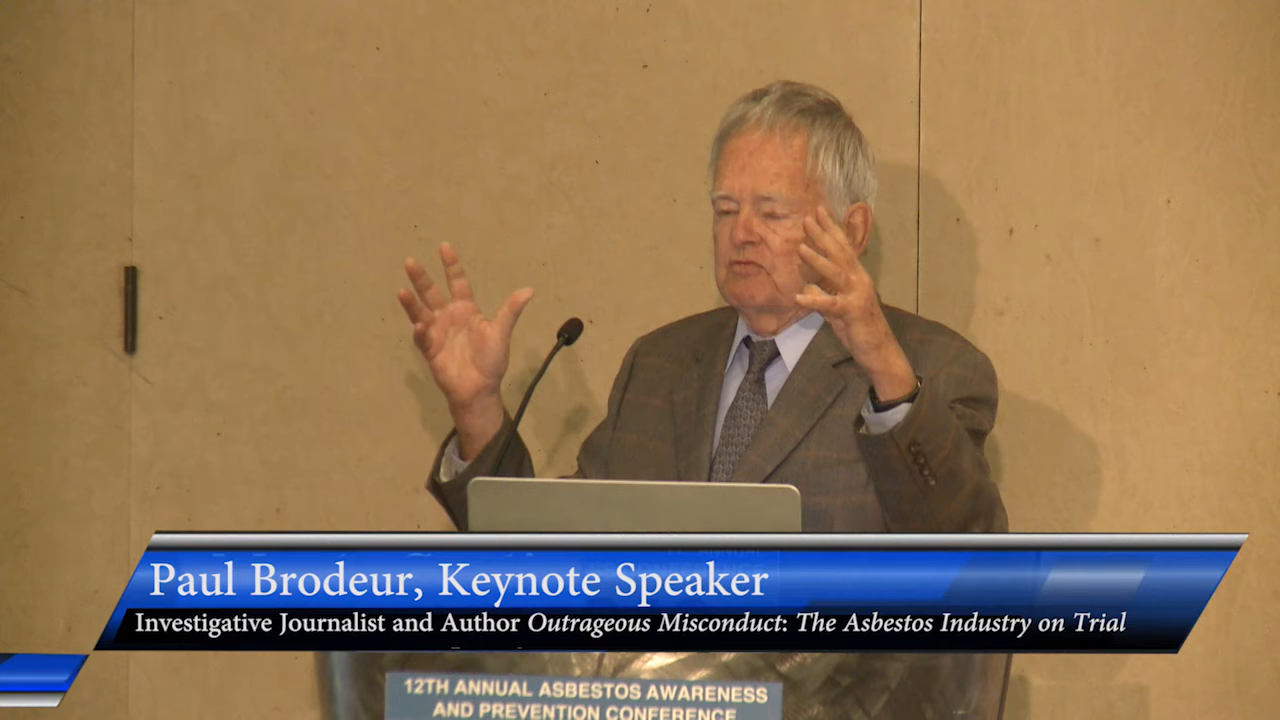 Paul Brodeur, Keynote Speaker
Investigative Journalist and Author Outrageous Misconduct: The Asbestos Industry on Trial
12TH ANNUAL ASBESTOS AWARENESS
AND PREVENTION CONFERENCE